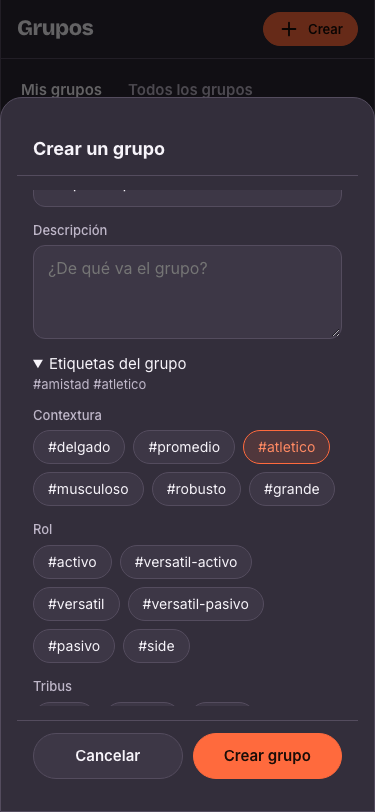 Grupos
+ Crear
Mis grupos Todos los grupos
Crear un grupo
Descripción
¿De qué va el grupo?
▼ Etiquetas del grupo
#amistad #atletico
Contextura
#delgado #promedio #atletico
#musculoso #robusto #grande
Rol
#activo #versatil-activo
#versatil #versatil-pasivo
#pasivo #side
Tribus
Cancelar Crear grupo